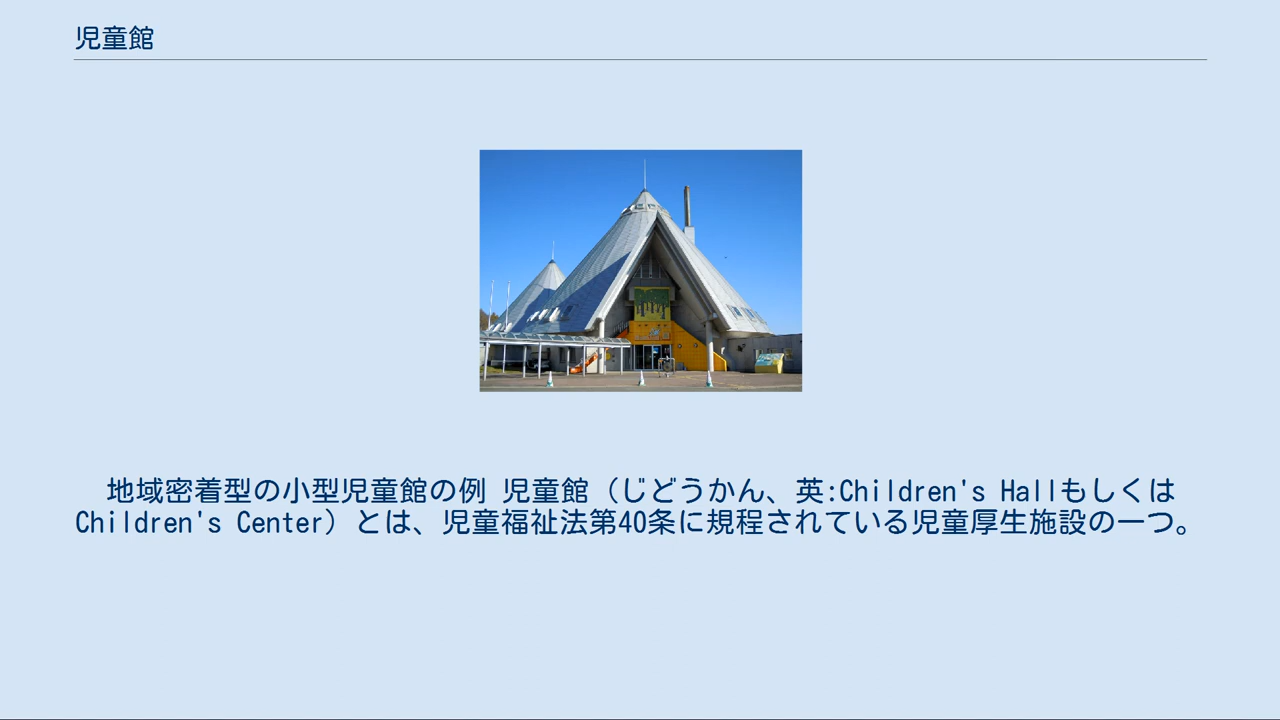 児童館
地域密着型の小型児童館の例 児童館（じどうかん、英:Children's Hallもしくは
Children's Center）とは、児童福祉法第40条に規程されている児童厚生施設の一つ。